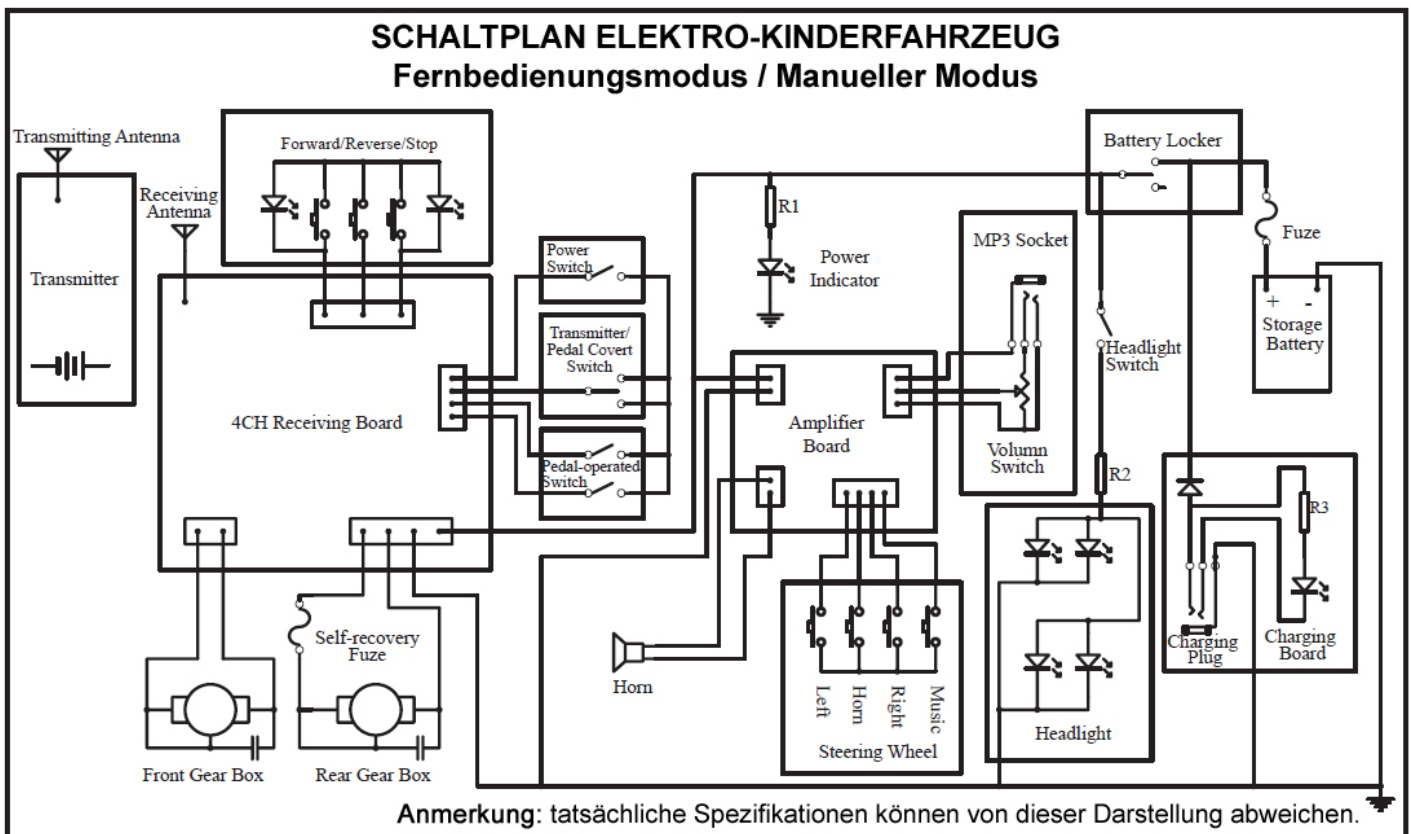 SCHALTPLAN ELEKTRO-KINDERFAHRZEUG
Fernbedienungsmodus / Manueller Modus
Transmitting Antenna
Transmitter
Receiving
Antenna
Forward/Reverse/Stop
4CH Receiving Board
Power
Switch
Transmitter/
Pedal Covert
Switch
Pedal-operated
Switch
Self-recovery
Fuze
Front Gear Box
Rear Gear Box
R1
Power
Indicator
Amplifier
Board
Horn
MP3 Socket
Volumn
Switch
Left
Horn
Right
Music
Steering Wheel
Battery Locker
Fuze
+ -
Storage
Battery
Headlight
Switch
R2
Headlight
R3
Charging
Plug
Charging
Board
Anmerkung: tatsächliche Spezifikationen können von dieser Darstellung abweichen.